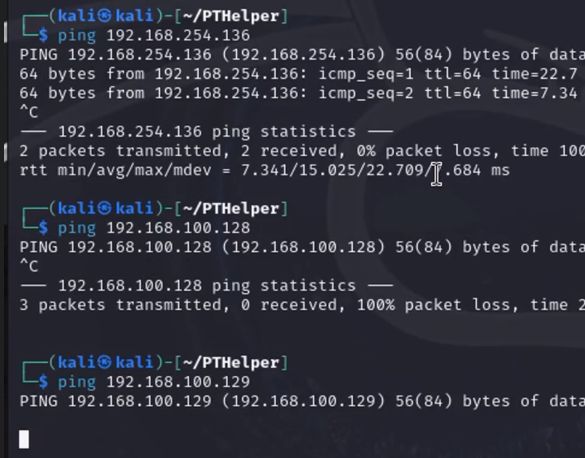 ┌──(kali㉿kali)-[~/PTHelper]
└─$ ping 192.168.254.136
PING 192.168.254.136 (192.168.254.136) 56(84) bytes of data
64 bytes from 192.168.254.136: icmp_seq=1 ttl=64 time=22.7
64 bytes from 192.168.254.136: icmp_seq=2 ttl=64 time=7.34
^C
── 192.168.254.136 ping statistics ──
2 packets transmitted, 2 received, 0% packet loss, time 100
rtt min/avg/max/mdev = 7.341/15.025/22.709/ .684 ms
┌──(kali㉿kali)-[~/PTHelper]
└─$ ping 192.168.100.128
PING 192.168.100.128 (192.168.100.128) 56(84) bytes of data
^C
── 192.168.100.128 ping statistics ──
3 packets transmitted, 0 received, 100% packet loss, time 2
┌──(kali㉿kali)-[~/PTHelper]
└─$ ping 192.168.100.129
PING 192.168.100.129 (192.168.100.129) 56(84) bytes of data